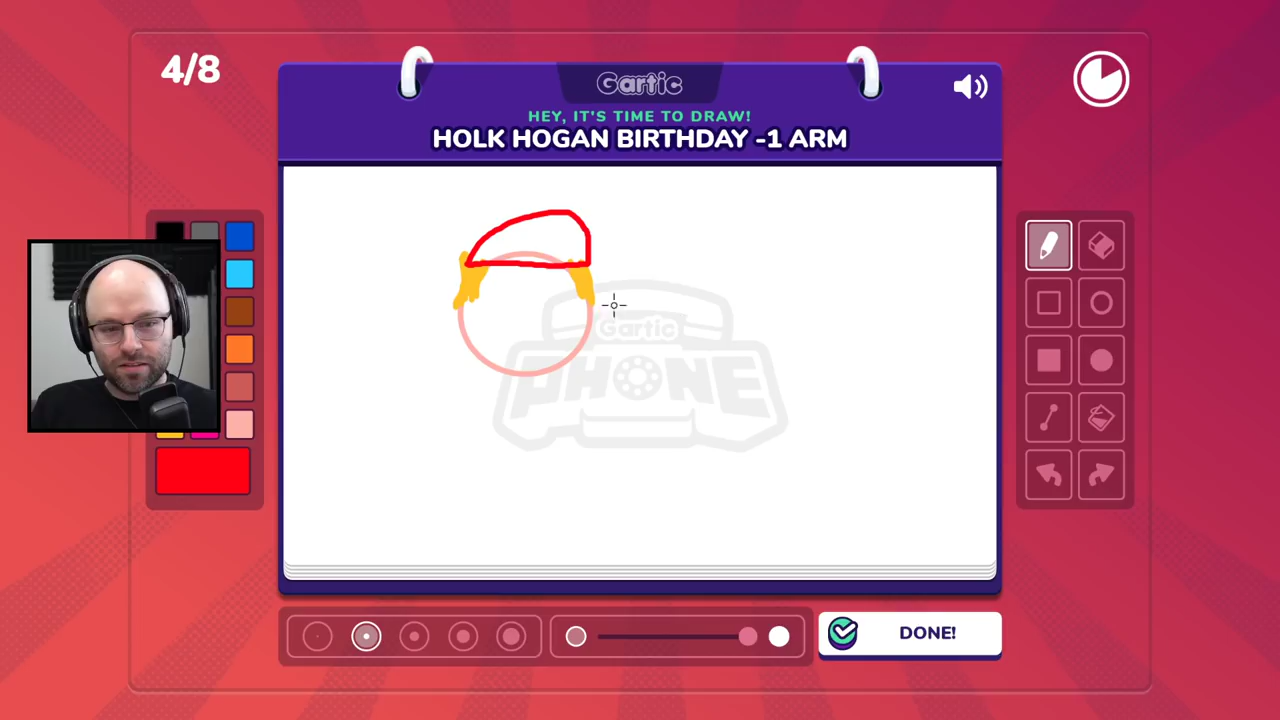 4/8
Gartic
HEY, IT'S TIME TO DRAW!
HOLK HOGAN BIRTHDAY -1 ARM
Gartic
PHONE
DONE!